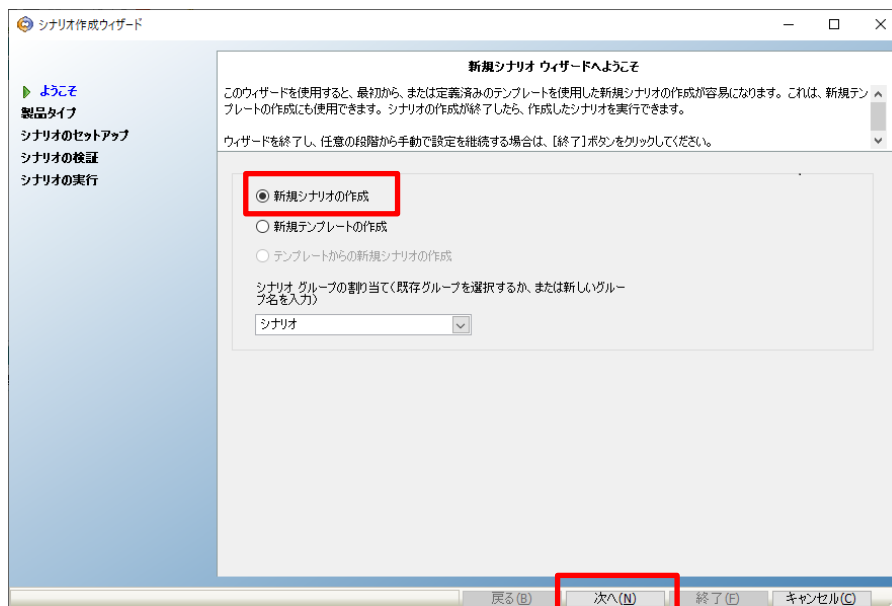 シナリオ作成ウィザード
ようこそ
製品タイプ
シナリオのセットアップ
シナリオの検証
シナリオの実行
新規シナリオ ウィザードへようこそ
このウィザードを使用すると、最初から、または定義済みのテンプレートを使用した新規シナリオの作成が容易になります。これは、新規テン
プレートの作成にも使用できます。シナリオの作成が終了したら、作成したシナリオを実行できます。
ウィザードを終了し、任意の段階から手動で設定を継続する場合は、[終了]ボタンをクリックしてください。
新規シナリオの作成
新規テンプレートの作成
テンプレートからの新規シナリオの作成
シナリオ グループの割り当て(既存グループを選択するか、または新しいグルー
プ名を入力)
シナリオ
戻る(B) 次へ(N) 終了(F) キャンセル(C)